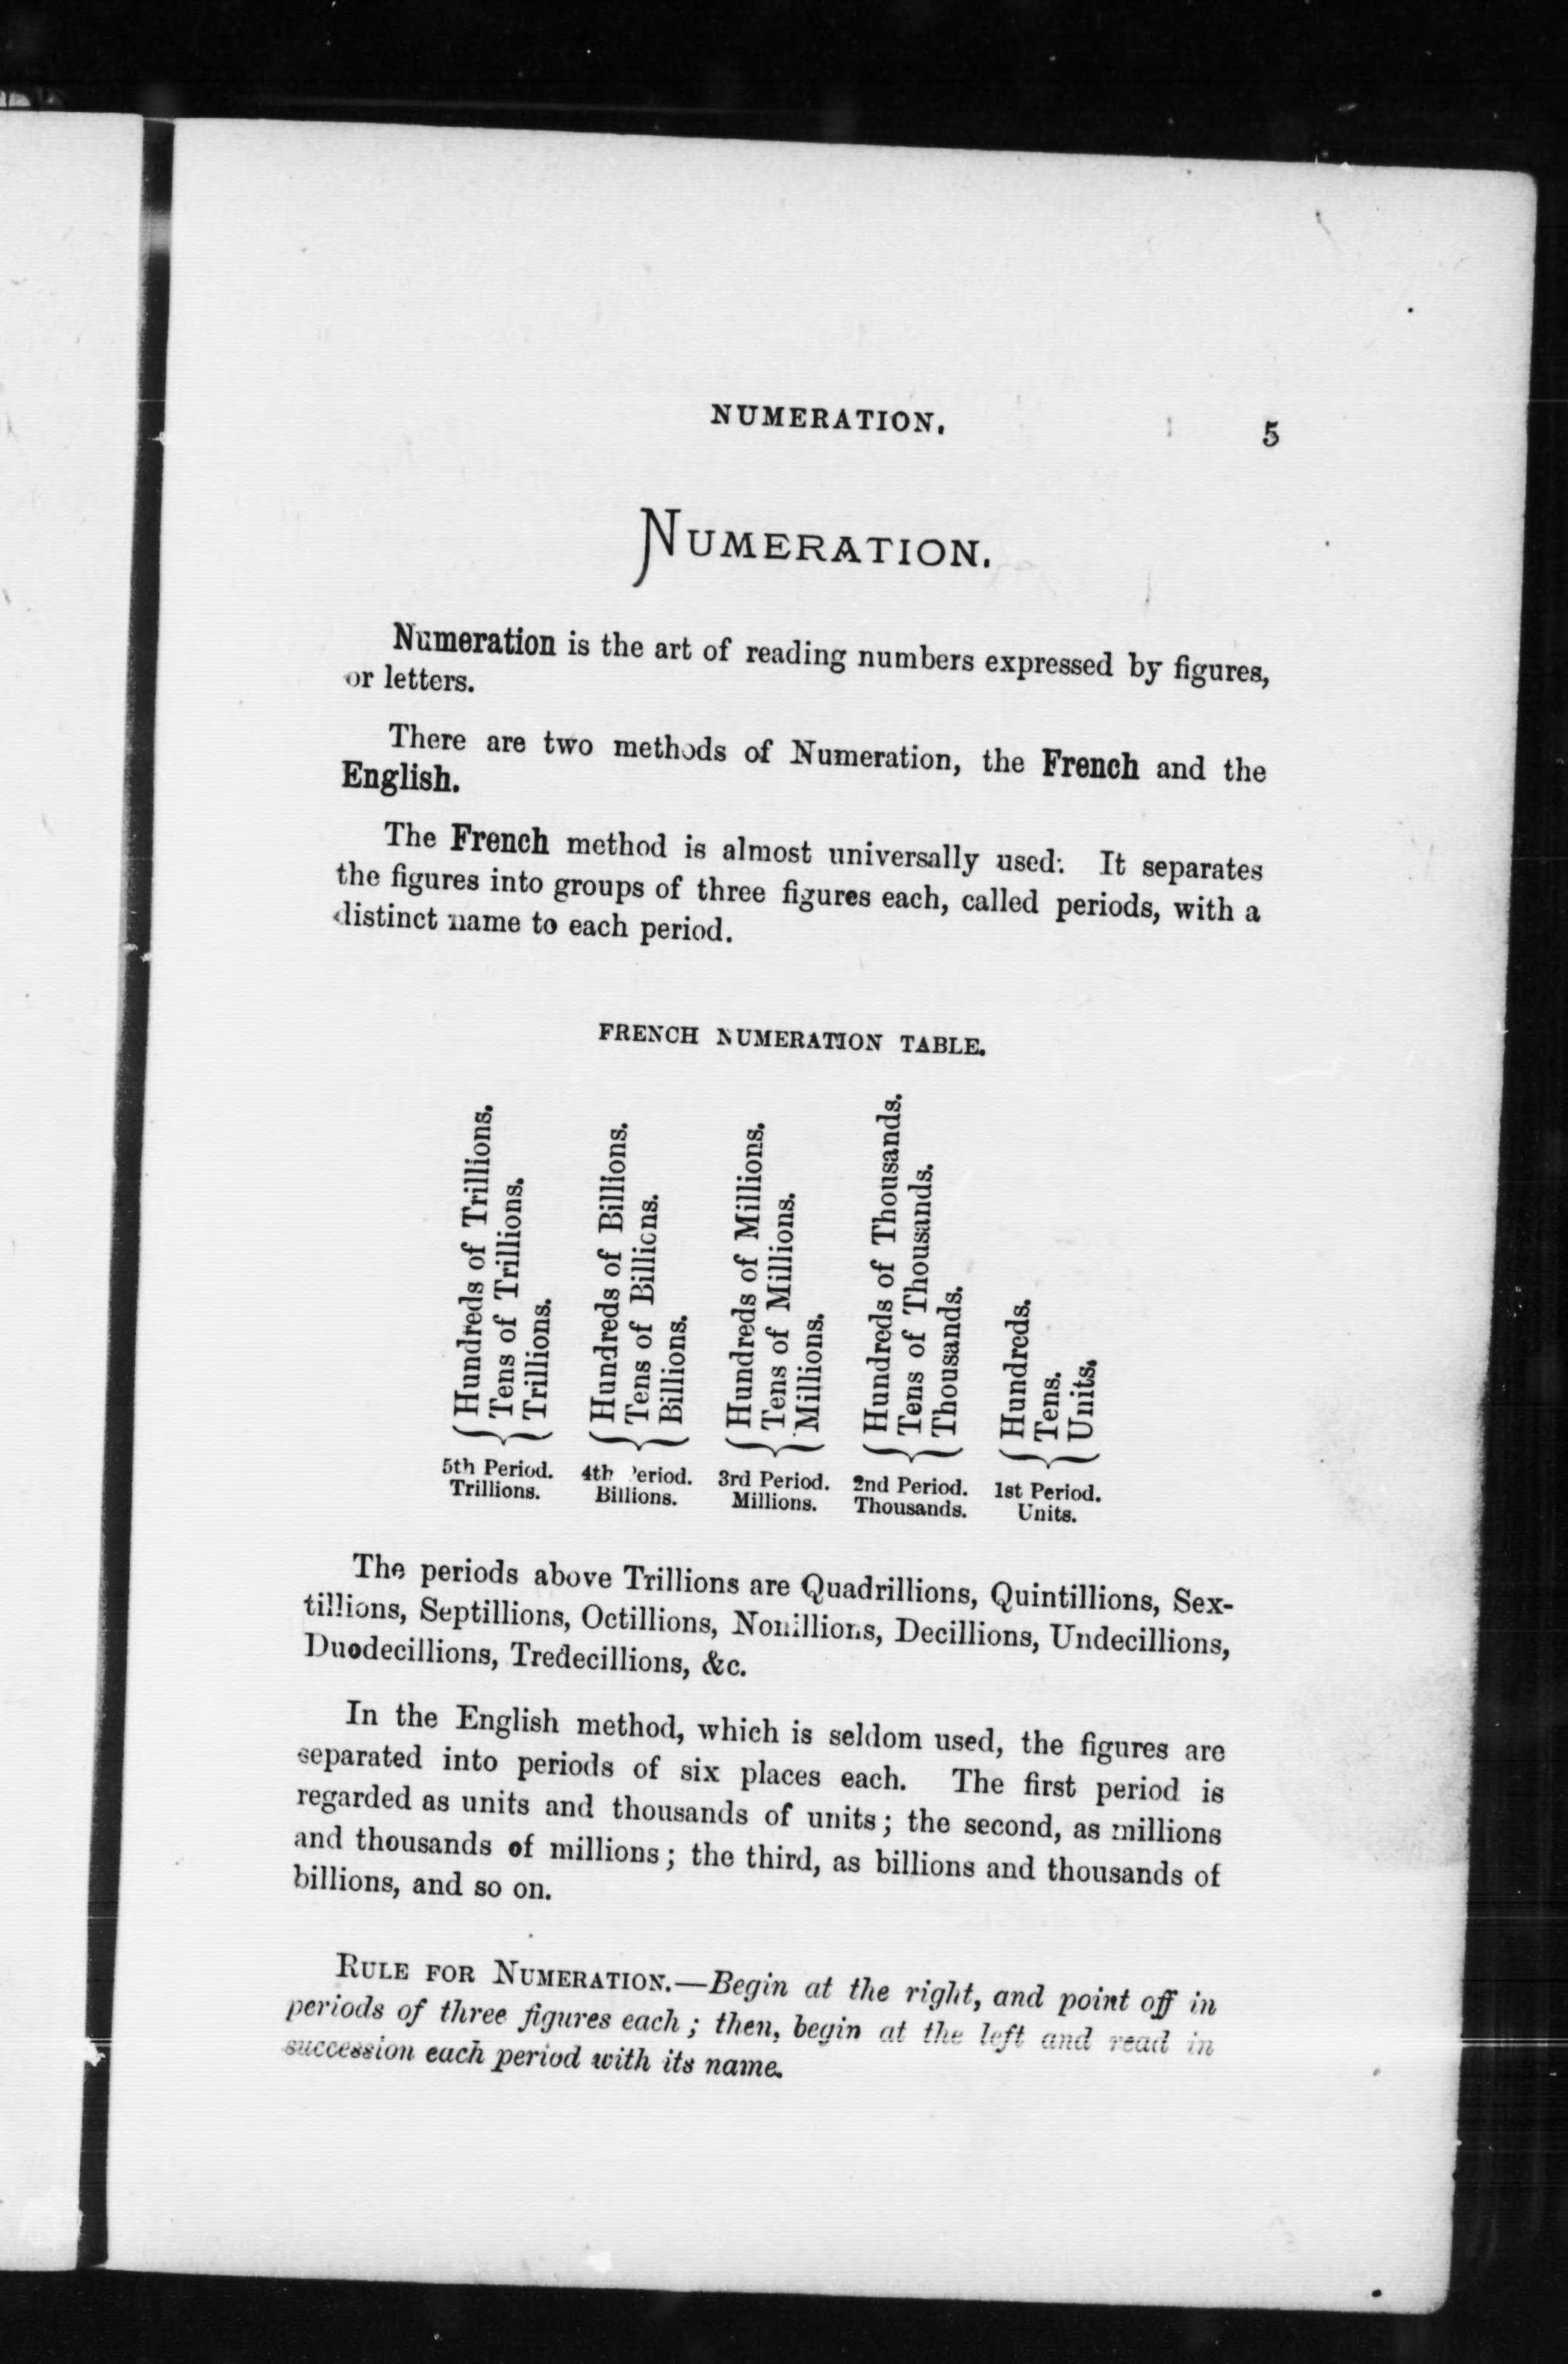 NUMERATION. 5
NUMERATION.
Numeration is the art of reading numbers expressed by figures,
or letters.
There are two methods of Numeration, the French and the
English.
The French method is almost universally used. It separates
the figures into groups of three figures each, called periods, with a
distinct name to each period.
FRENCH NUMERATION TABLE.
Hundreds of Trillions.
Tens of Trillions.
Trillions.
Hundreds of Billions.
Tens of Billions.
Billions.
Hundreds of Millions.
Tens of Millions.
Millions.
Hundreds of Thousands.
Tens of Thousands.
Thousands.
Hundreds.
Tens.
Units.
5th Period. 4th Period. 3rd Period. 2nd Period. 1st Period.
Trillions. Billions. Millions. Thousands. Units.
The periods above Trillions are Quadrillions, Quintillions, Sex-
tillions, Septillions, Octillions, Nonillions, Decillions, Undecillions,
Duodecillions, Tredecillions, &c.
In the English method, which is seldom used, the figures are
separated into periods of six places each. The first period is
regarded as units and thousands of units; the second, as millions
and thousands of millions; the third, as billions and thousands of
billions, and so on.
RULE FOR NUMERATION.—Begin at the right, and point off in
periods of three figures each; then, begin at the left and read in
succession each period with its name.